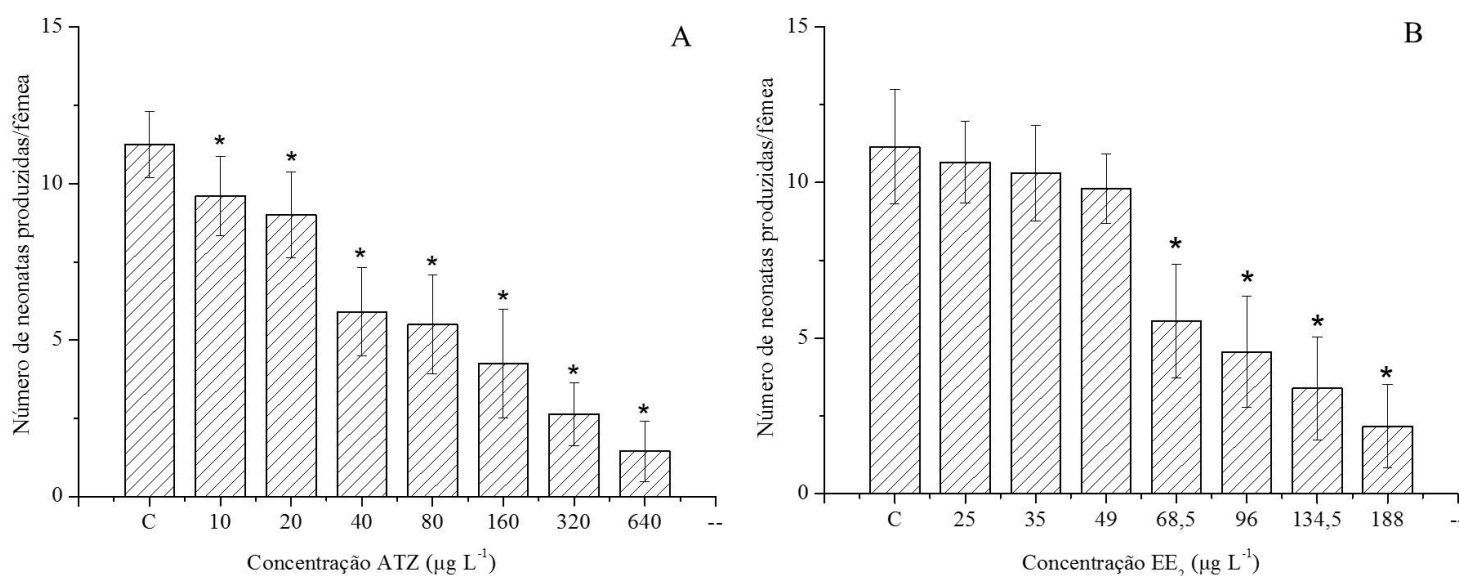 A
Número de neonatas produzidas/fêmea
15
10
5
0
* * * * * * *
C 10 20 40 80 160 320 640 --
Concentração ATZ (µg L⁻¹)
B
Número de neonatas produzidas/fêmea
15
10
5
0
* * * *
C 25 35 49 68,5 96 134,5 188 --
Concentração EE₂ (µg L⁻¹)